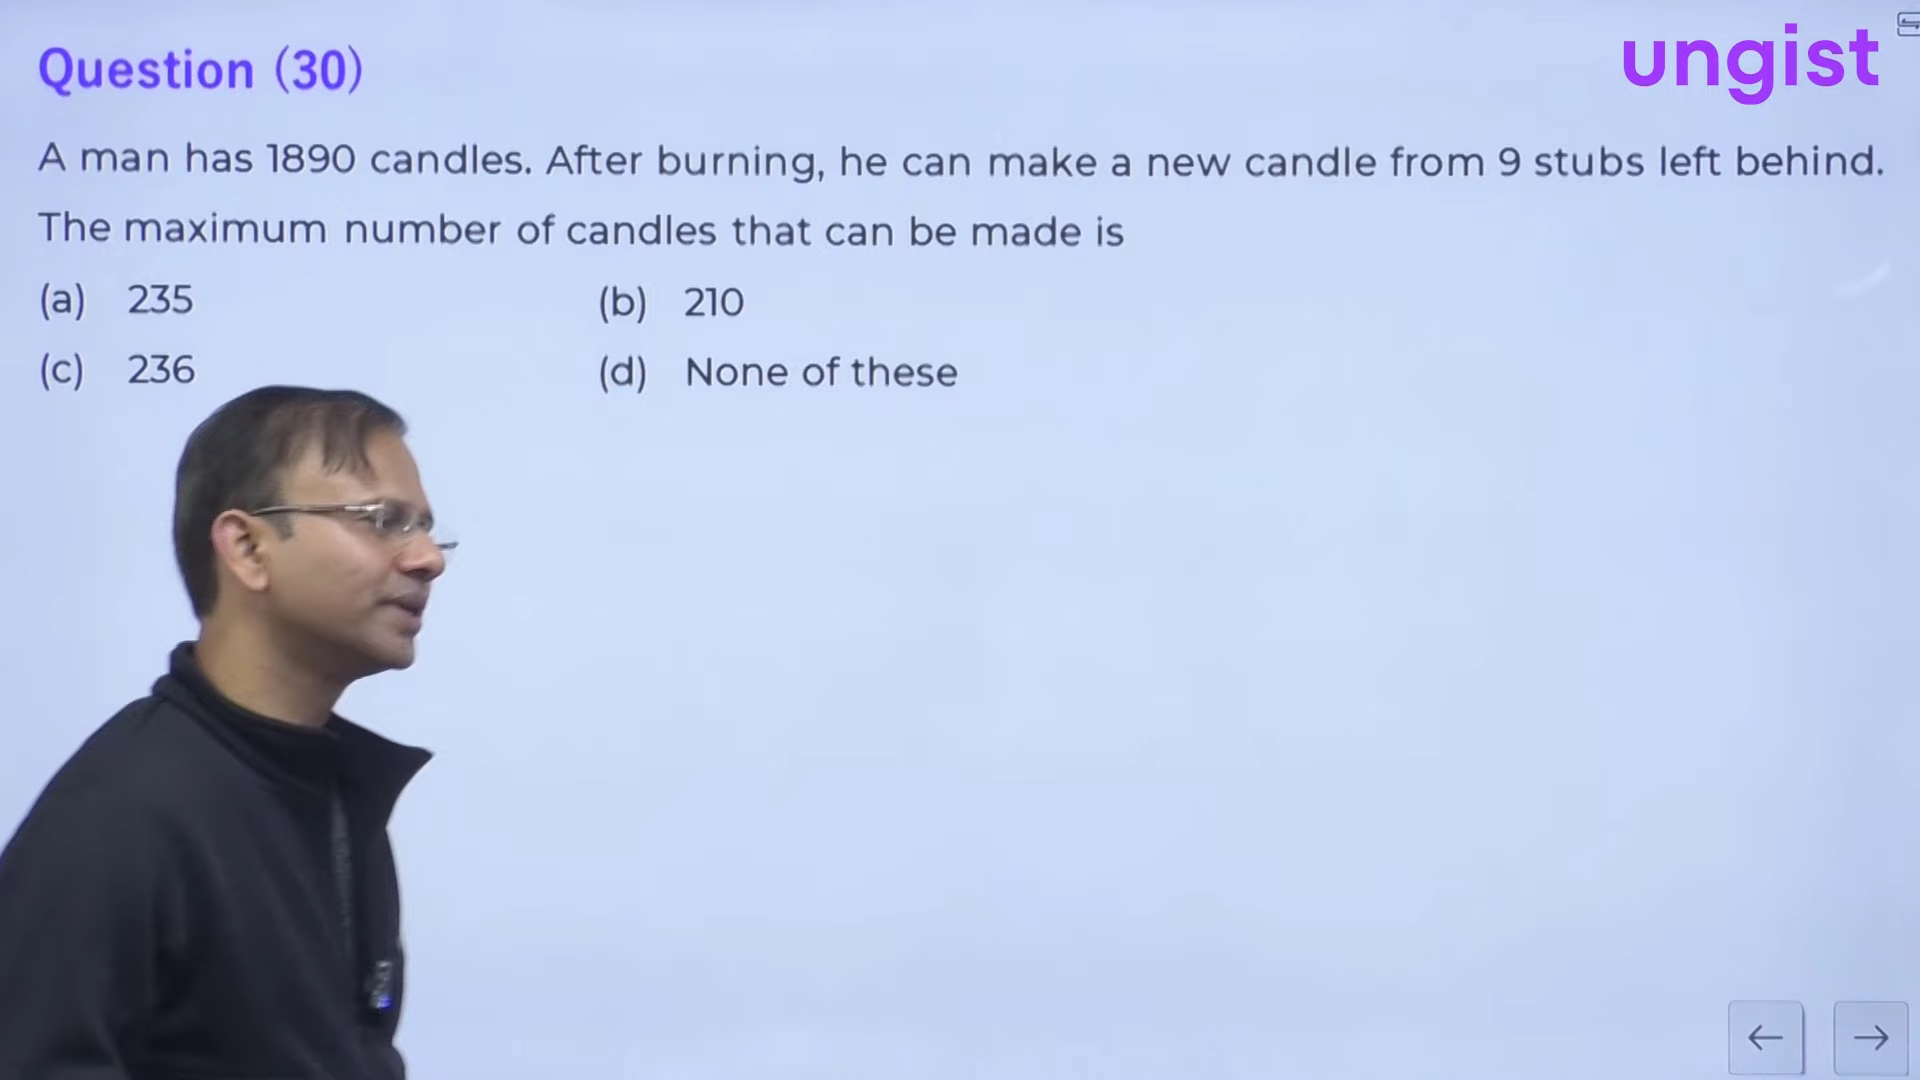 Question (30)
ungist
A man has 1890 candles. After burning, he can make a new candle from 9 stubs left behind.
The maximum number of candles that can be made is
(a) 235 (b) 210
(c) 236 (d) None of these